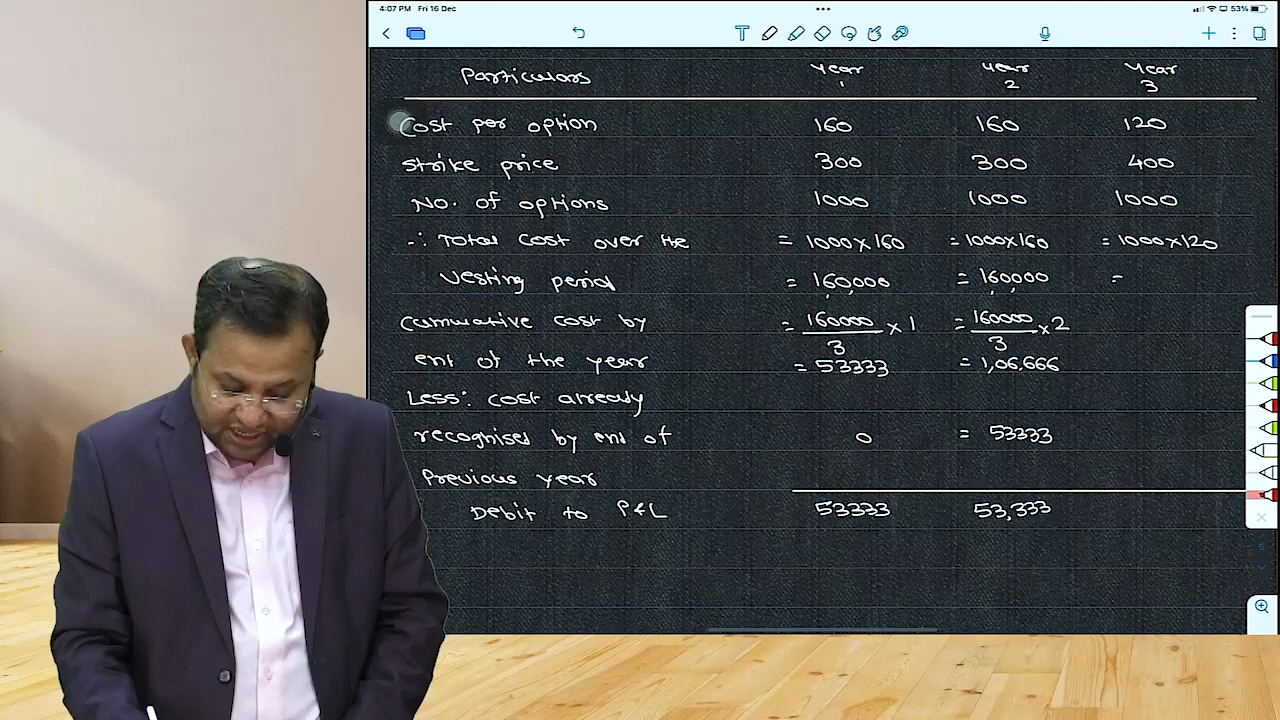 4:07 PM Fri 16 Dec
53%
Particulars Year 1 Year 2 Year 3
Cost per option 160 160 120
Strike price 300 300 400
No. of options 1000 1000 1000
∴ Total cost over the = 1000×160 = 1000×160 = 1000×120
Vesting period = 160,000 = 160,000 =
cumulative cost by = 160000/3 × 1 = 160000/3 × 2
end of the year = 53333 = 1,06,666
Less: cost already
recognised by end of 0 = 53333
Previous year
Debit to P&L 53333 53,333